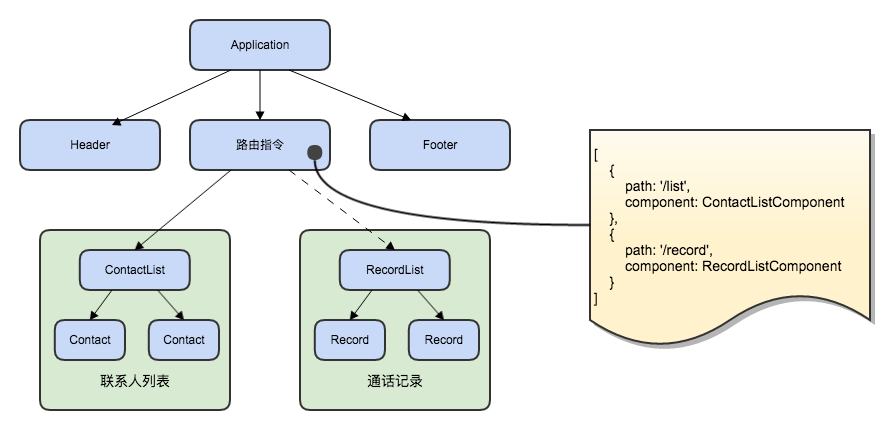 Application
Header
路由指令
Footer
[
{
path: '/list',
component: ContactListComponent
},
{
path: '/record',
component: RecordListComponent
}
]
ContactList
RecordList
Contact
Contact
Record
Record
联系人列表
通话记录